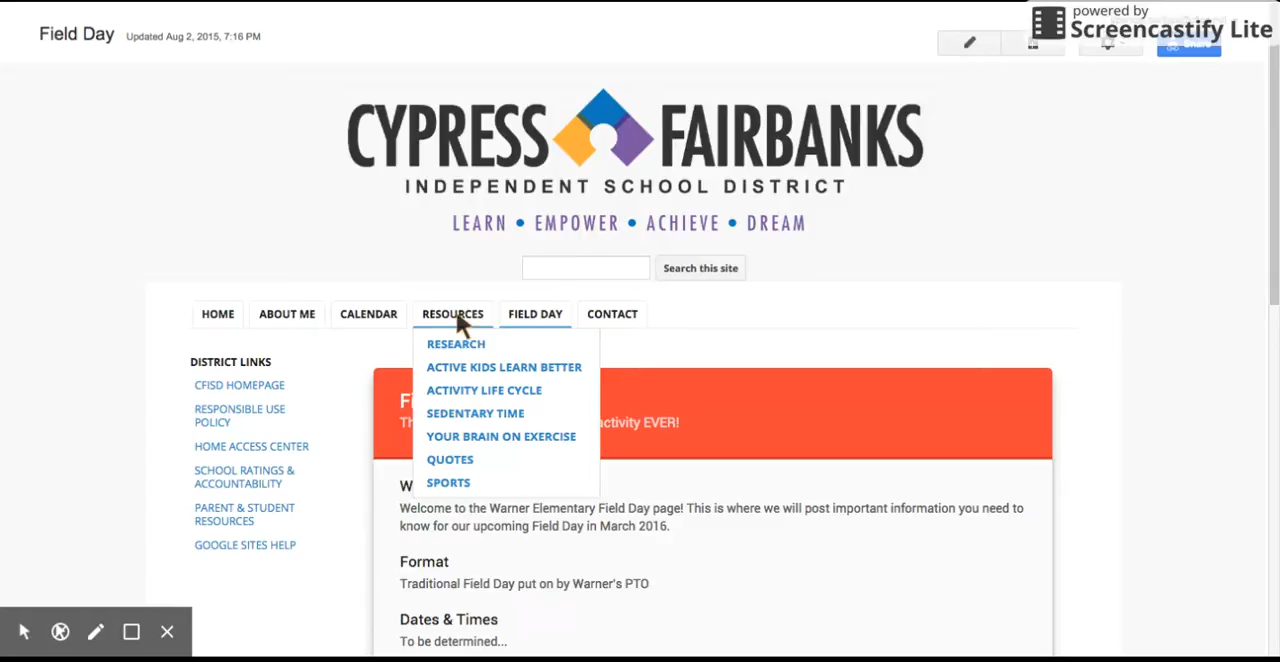 powered by
Screencastify Lite
Field Day Updated Aug 2, 2015, 7:16 PM
Share
CYPRESS FAIRBANKS
INDEPENDENT SCHOOL DISTRICT
LEARN • EMPOWER • ACHIEVE • DREAM
Search this site
HOME ABOUT ME CALENDAR RESOURCES FIELD DAY CONTACT
RESEARCH
ACTIVE KIDS LEARN BETTER
ACTIVITY LIFE CYCLE
SEDENTARY TIME
YOUR BRAIN ON EXERCISE
QUOTES
SPORTS
DISTRICT LINKS
CFISD HOMEPAGE
RESPONSIBLE USE
POLICY
HOME ACCESS CENTER
SCHOOL RATINGS &
ACCOUNTABILITY
PARENT & STUDENT
RESOURCES
GOOGLE SITES HELP
activity EVER!
Welcome to the Warner Elementary Field Day page! This is where we will post important information you need to
know for our upcoming Field Day in March 2016.
Format
Traditional Field Day put on by Warner's PTO
Dates & Times
To be determined...